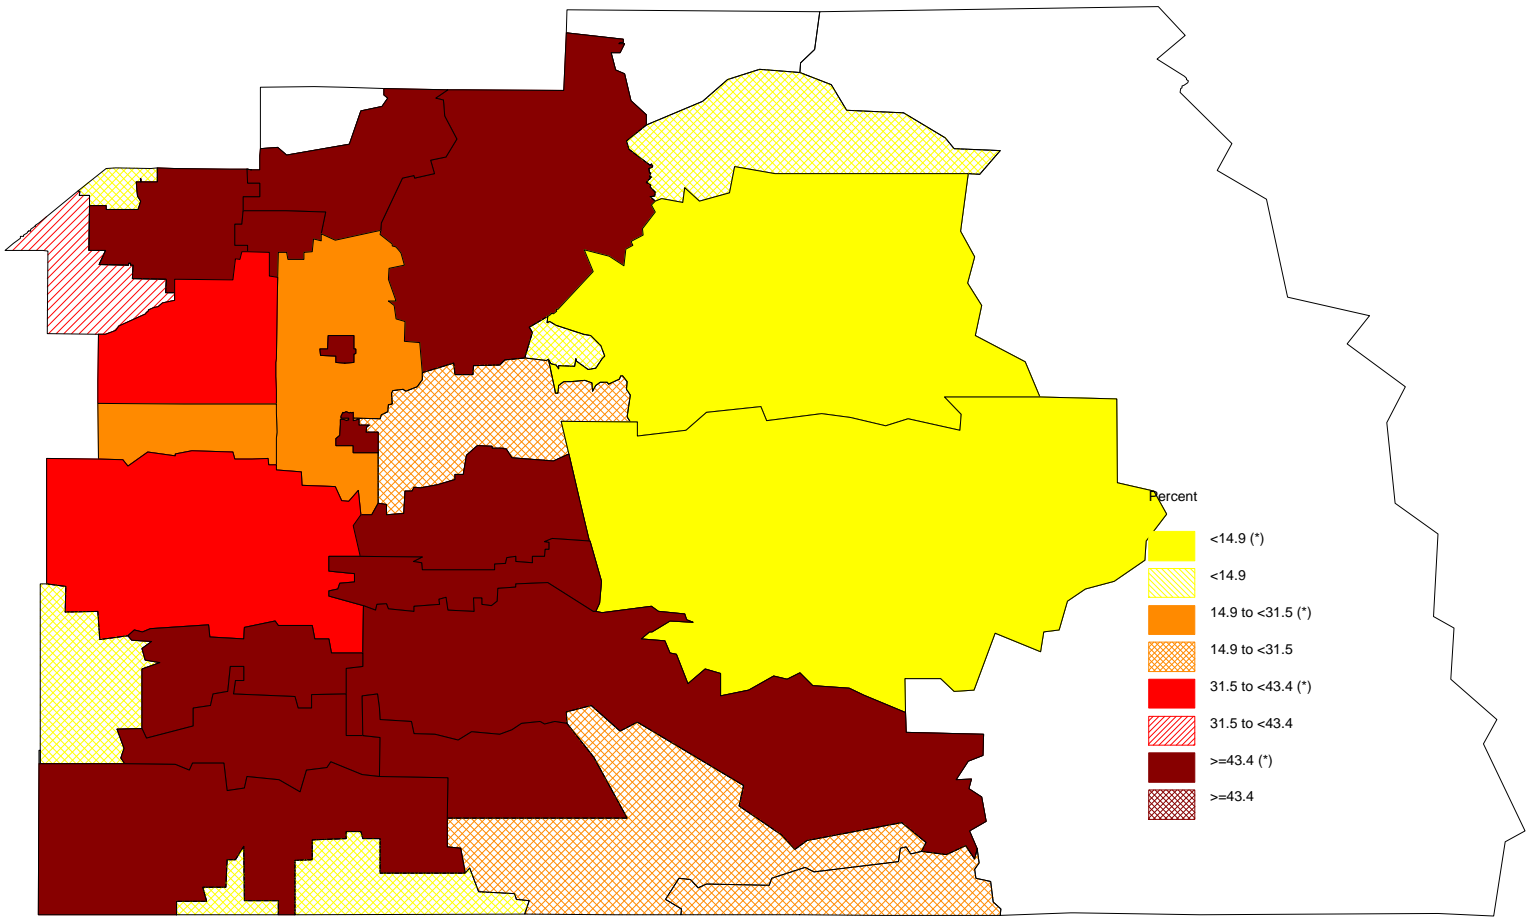 Percent
<14.9 (*)
<14.9
14.9 to <31.5 (*)
14.9 to <31.5
31.5 to <43.4 (*)
31.5 to <43.4
>=43.4 (*)
>=43.4